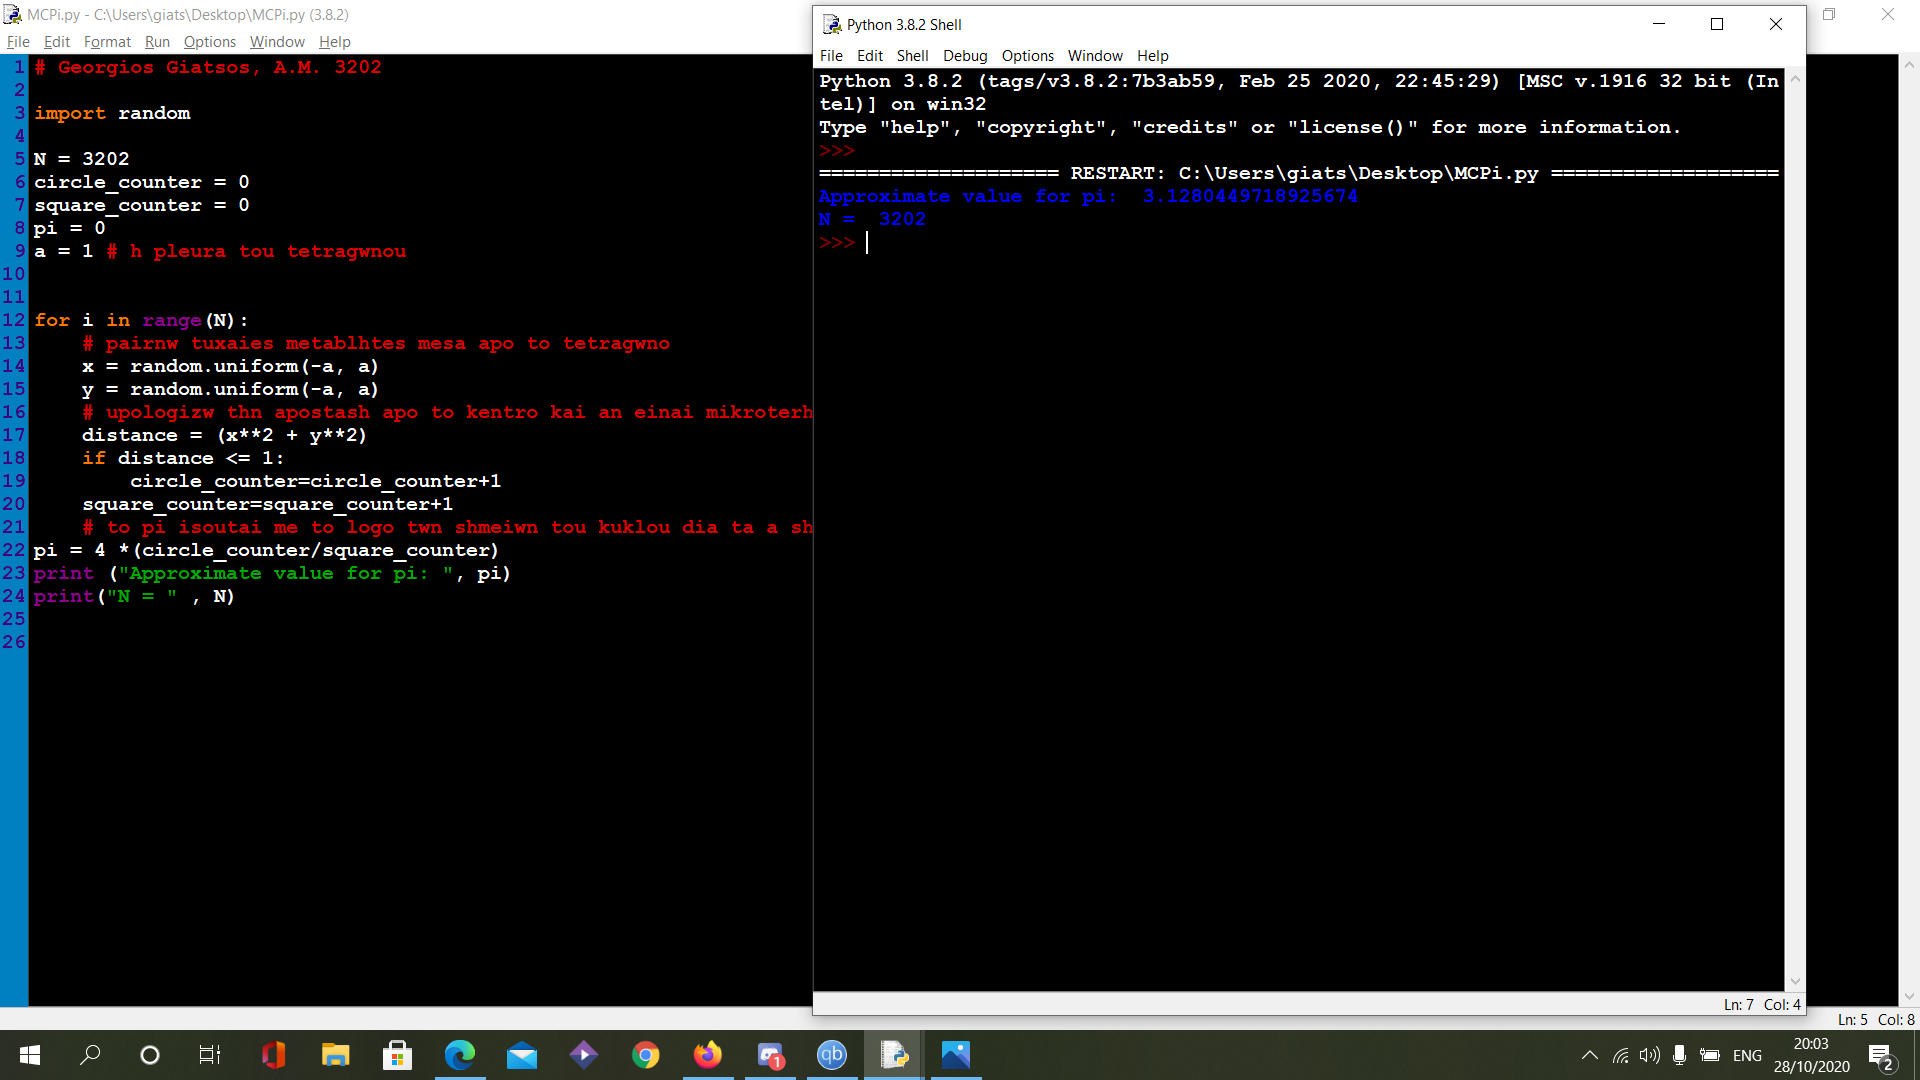 MCPi.py - C:\Users\giats\Desktop\MCPi.py (3.8.2)
File Edit Format Run Options Window Help
1 # Georgios Giatsos, A.M. 3202
2
3 import random
4
5 N = 3202
6 circle_counter = 0
7 square_counter = 0
8 pi = 0
9 a = 1 # h pleura tou tetragwnou
10
11
12 for i in range(N):
13     # pairnw tuxaies metablhtes mesa apo to tetragwno
14     x = random.uniform(-a, a)
15     y = random.uniform(-a, a)
16     # upologizw thn apostash apo to kentro kai an einai mikroterh
17     distance = (x**2 + y**2)
18     if distance <= 1:
19         circle_counter=circle_counter+1
20     square_counter=square_counter+1
21     # to pi isoutai me to logo twn shmeiwn tou kuklou dia ta a sh
22 pi = 4 *(circle_counter/square_counter)
23 print ("Approximate value for pi: ", pi)
24 print("N = " , N)
25
26
Python 3.8.2 Shell
File Edit Shell Debug Options Window Help
Python 3.8.2 (tags/v3.8.2:7b3ab59, Feb 25 2020, 22:45:29) [MSC v.1916 32 bit (In
tel)] on win32
Type "help", "copyright", "credits" or "license()" for more information.
>>>
==================== RESTART: C:\Users\giats\Desktop\MCPi.py ===================
Approximate value for pi:  3.1280449718925674
N =  3202
>>>
Ln: 7 Col: 4
Ln: 5 Col: 8
1
qb
ENG
20:03
28/10/2020
2